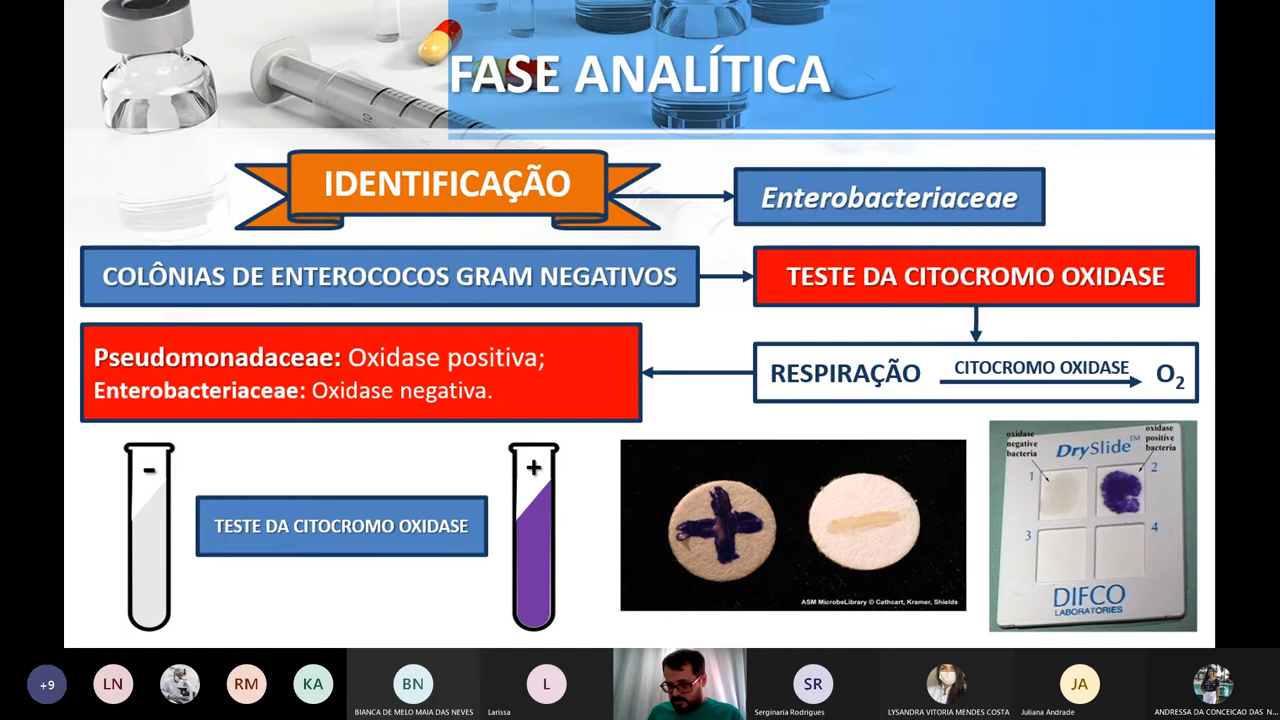 FASE ANALÍTICA
IDENTIFICAÇÃO
Enterobacteriaceae
COLÔNIAS DE ENTEROCOCOS GRAM NEGATIVOS
TESTE DA CITOCROMO OXIDASE
Pseudomonadaceae: Oxidase positiva;
Enterobacteriaceae: Oxidase negativa.
RESPIRAÇÃO
CITOCROMO OXIDASE
O₂
-
+
TESTE DA CITOCROMO OXIDASE
ASM MicrobeLibrary © Cathcart, Kramer, Shields
oxidase
negative
bacteria
oxidase
positive
bacteria
DrySlide™
1
2
3
4
DIFCO
LABORATORIES
+9
LN
RM
KA
BN
L
SR
JA
BIANCA DE MELO MAIA DAS NEVES
Larissa
Serginaria Rodrigues
LYSANDRA VITORIA MENDES COSTA
Juliana Andrade
ANDRESSA DA CONCEICAO DAS N...